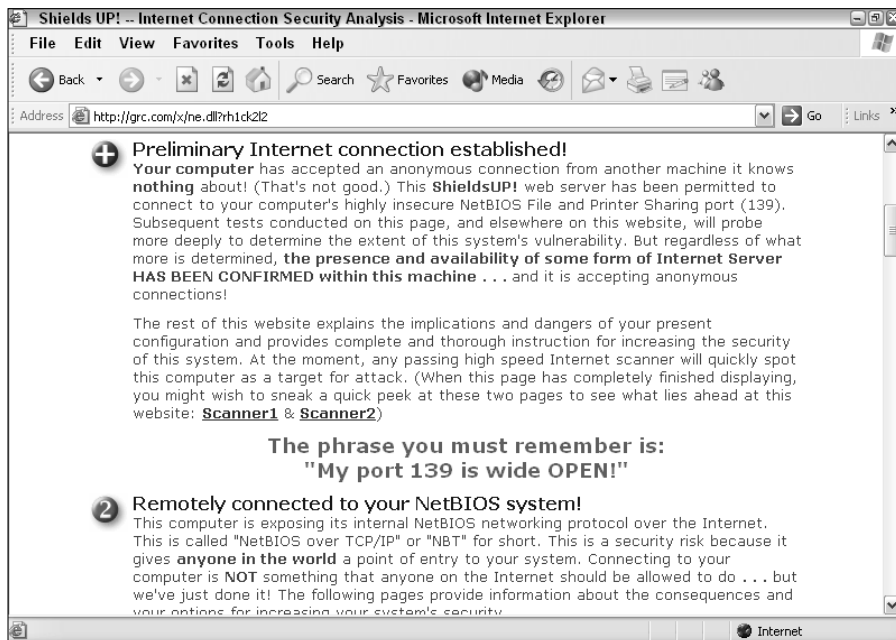 Shields UP! -- Internet Connection Security Analysis - Microsoft Internet Explorer
File Edit View Favorites Tools Help
Back Search Favorites Media
Address http://grc.com/x/ne.dll?rh1ck2l2 Go Links »
Preliminary Internet connection established!
Your computer has accepted an anonymous connection from another machine it knows
nothing about! (That's not good.) This ShieldsUP! web server has been permitted to
connect to your computer's highly insecure NetBIOS File and Printer Sharing port (139).
Subsequent tests conducted on this page, and elsewhere on this website, will probe
more deeply to determine the extent of this system's vulnerability. But regardless of what
more is determined, the presence and availability of some form of Internet Server
HAS BEEN CONFIRMED within this machine . . . and it is accepting anonymous
connections!
The rest of this website explains the implications and dangers of your present
configuration and provides complete and thorough instruction for increasing the security
of this system. At the moment, any passing high speed Internet scanner will quickly spot
this computer as a target for attack. (When this page has completely finished displaying,
you might wish to sneak a quick peek at these two pages to see what lies ahead at this
website: Scanner1 & Scanner2)
The phrase you must remember is:
"My port 139 is wide OPEN!"
2 Remotely connected to your NetBIOS system!
This computer is exposing its internal NetBIOS networking protocol over the Internet.
This is called "NetBIOS over TCP/IP" or "NBT" for short. This is a security risk because it
gives anyone in the world a point of entry to your system. Connecting to your
computer is NOT something that anyone on the Internet should be allowed to do . . . but
we've just done it! The following pages provide information about the consequences and
your options for increasing your system's security.
Internet